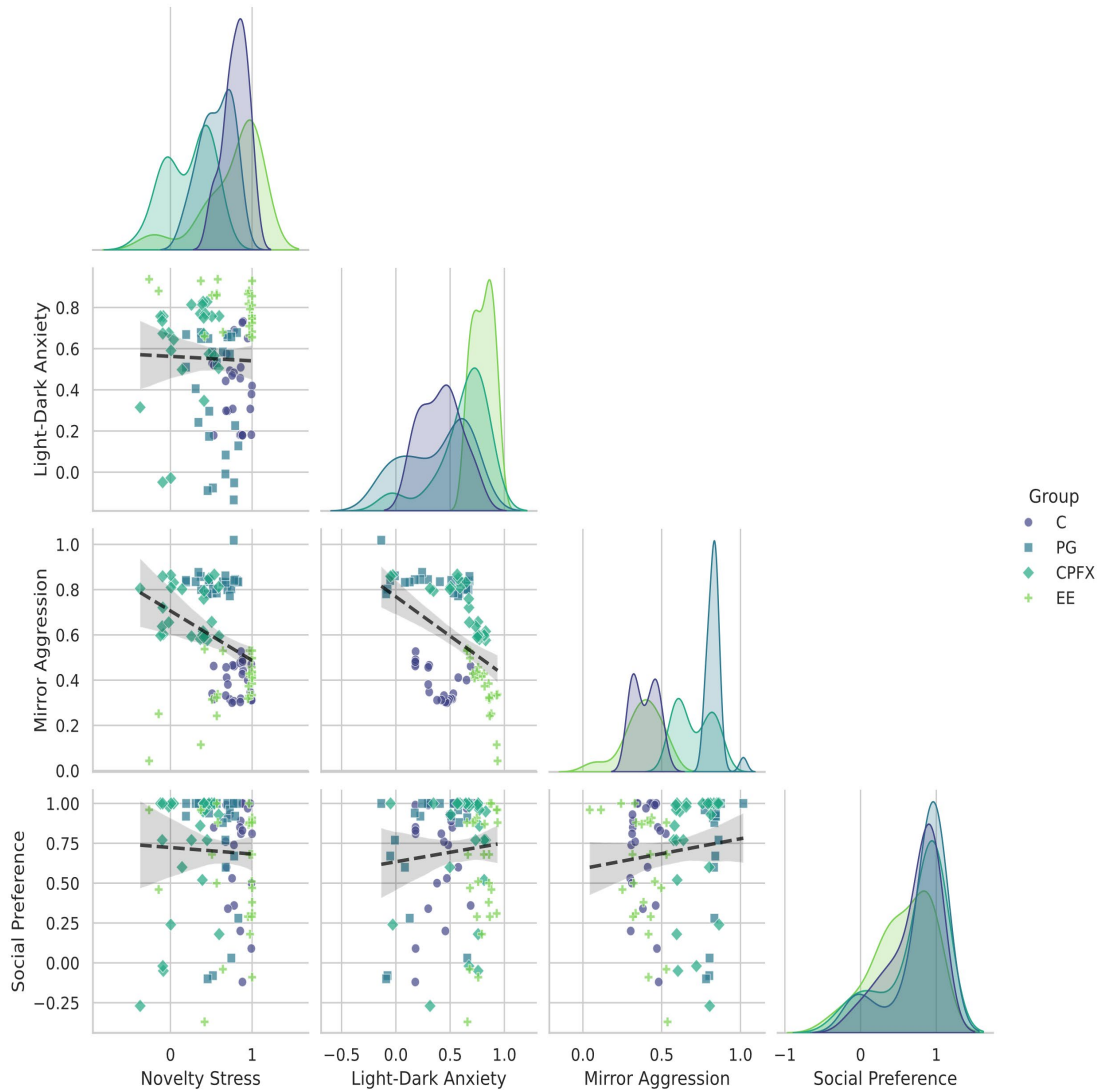 Light-Dark Anxiety
0.8
0.6
0.4
0.2
0.0
Mirror Aggression
1.0
0.8
0.6
0.4
0.2
0.0
Group
C
PG
CPFX
EE
Social Preference
1.00
0.75
0.50
0.25
0.00
−0.25
0 1
−0.5 0.0 0.5 1.0
0.0 0.5 1.0
−1 0 1
Novelty Stress
Light-Dark Anxiety
Mirror Aggression
Social Preference